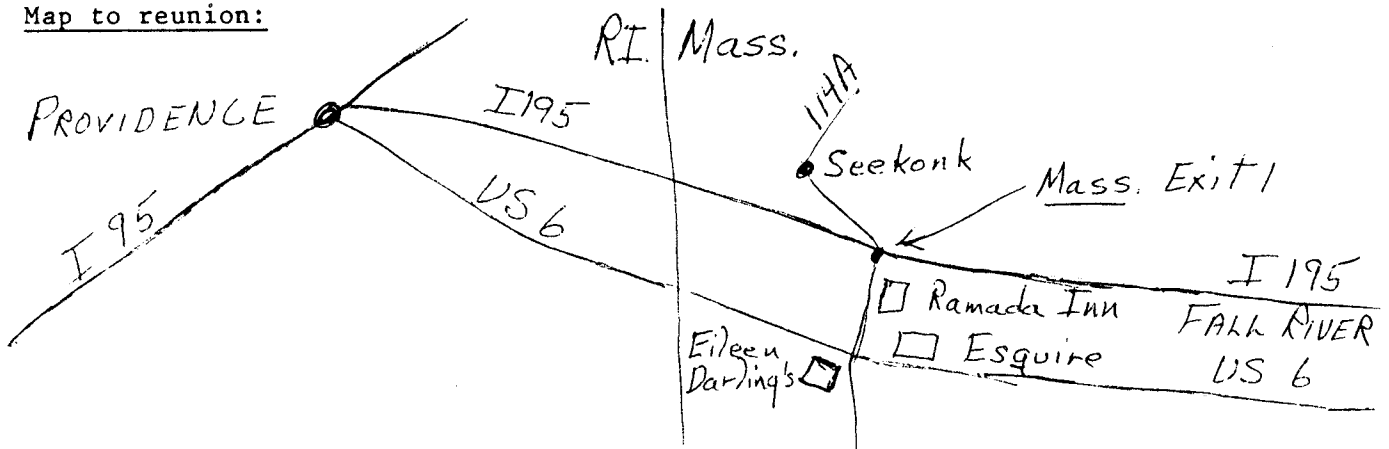 Map to reunion:
RI. Mass.
PROVIDENCE
I195
114A
Seekonk
Mass. Exit 1
US 6
I 95
I 195
Ramada Inn
FALL RIVER
Eileen
Darling's
Esquire
US 6